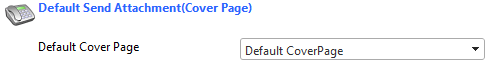 Default Send Attachment(Cover Page)
Default Cover Page
Default CoverPage